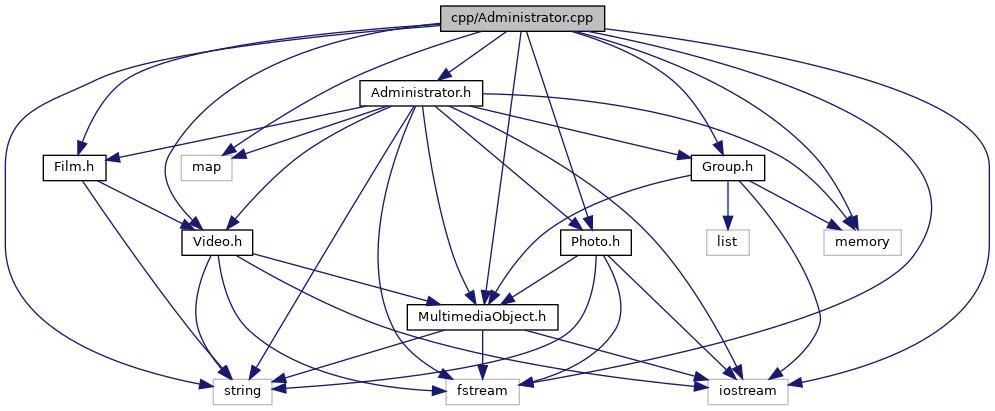 cpp/Administrator.cpp
Administrator.h
Film.h
map
Group.h
Video.h
Photo.h
list
memory
MultimediaObject.h
string
fstream
iostream